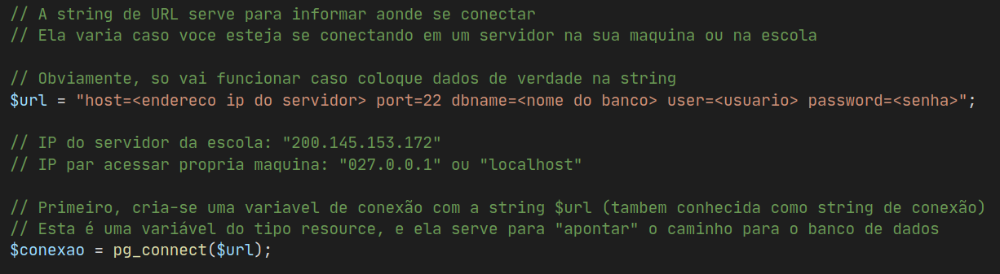 // A string de URL serve para informar aonde se conectar
// Ela varia caso voce esteja se conectando em um servidor na sua maquina ou na escola
// Obviamente, so vai funcionar caso coloque dados de verdade na string
$url = "host=<endereco ip do servidor> port=22 dbname=<nome do banco> user=<usuario> password=<senha>";
// IP do servidor da escola: "200.145.153.172"
// IP par acessar propria maquina: "027.0.0.1" ou "localhost"
// Primeiro, cria-se uma variavel de conexão com a string $url (tambem conhecida como string de conexão)
// Esta é uma variável do tipo resource, e ela serve para "apontar" o caminho para o banco de dados
$conexao = pg_connect($url);